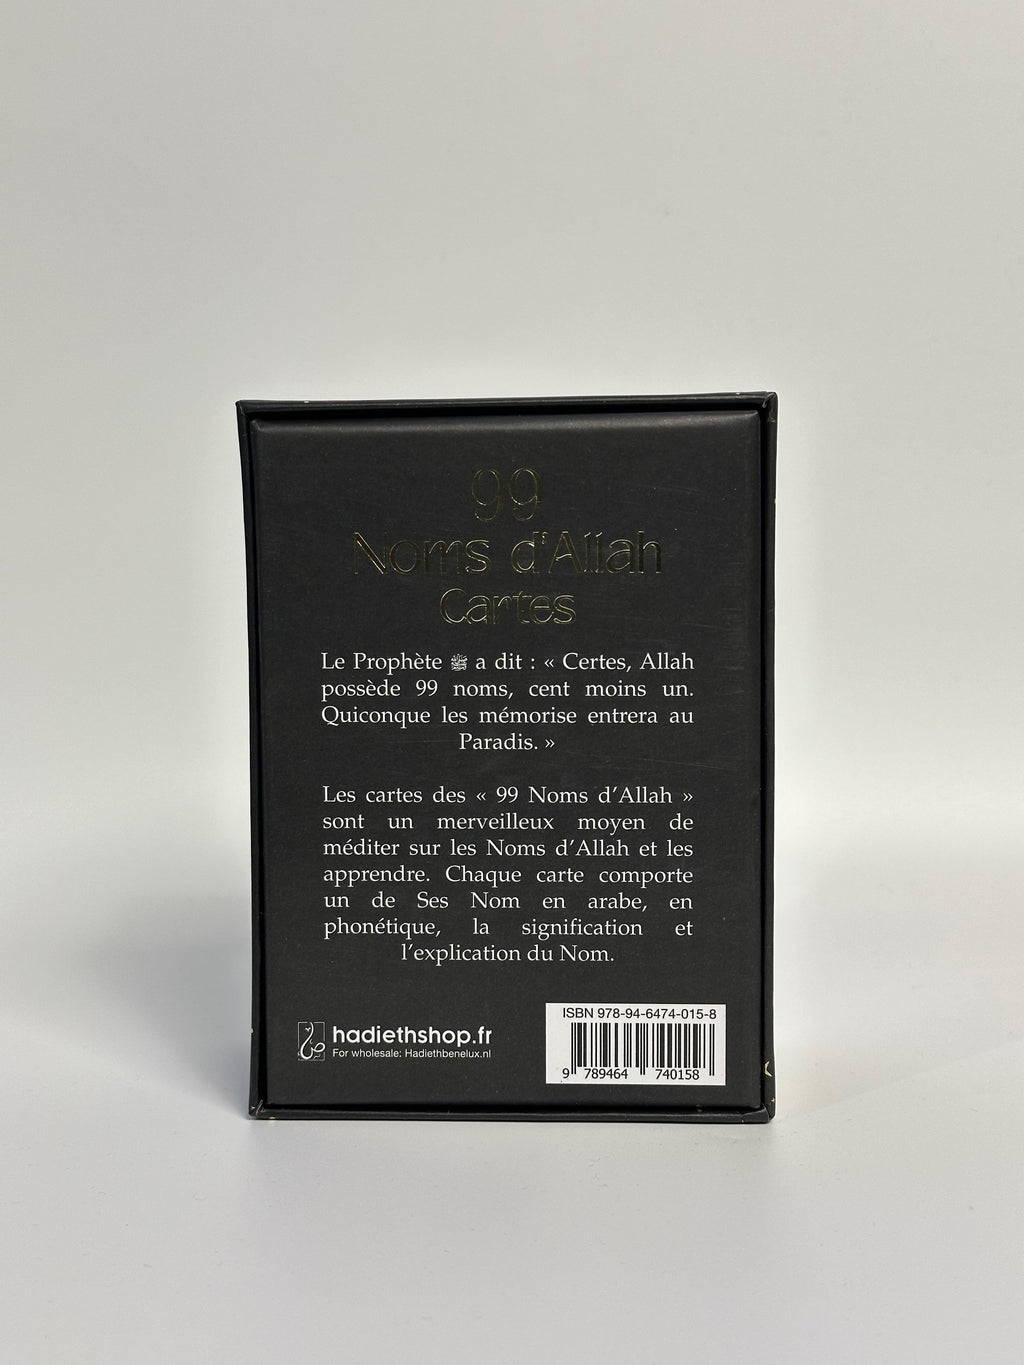 99
Noms d'Allah
Cartes
Le Prophète ﷺ a dit : « Certes, Allah
possède 99 noms, cent moins un.
Quiconque les mémorise entrera au
Paradis. »
Les cartes des « 99 Noms d'Allah »
sont un merveilleux moyen de
méditer sur les Noms d'Allah et les
apprendre. Chaque carte comporte
un de Ses Nom en arabe, en
phonétique, la signification et
l'explication du Nom.
hadiethshop.fr
For wholesale: Hadiethbenelux.nl
ISBN 978-94-6474-015-8
9 789464 740158